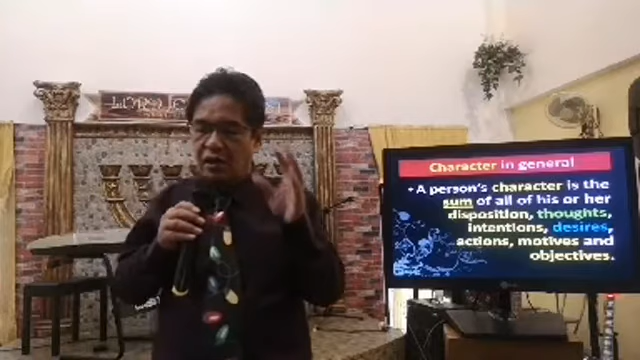 Character in general
• A person's character is the
sum of all of his or her
disposition, thoughts,
intentions, desires,
actions, motives and
objectives.